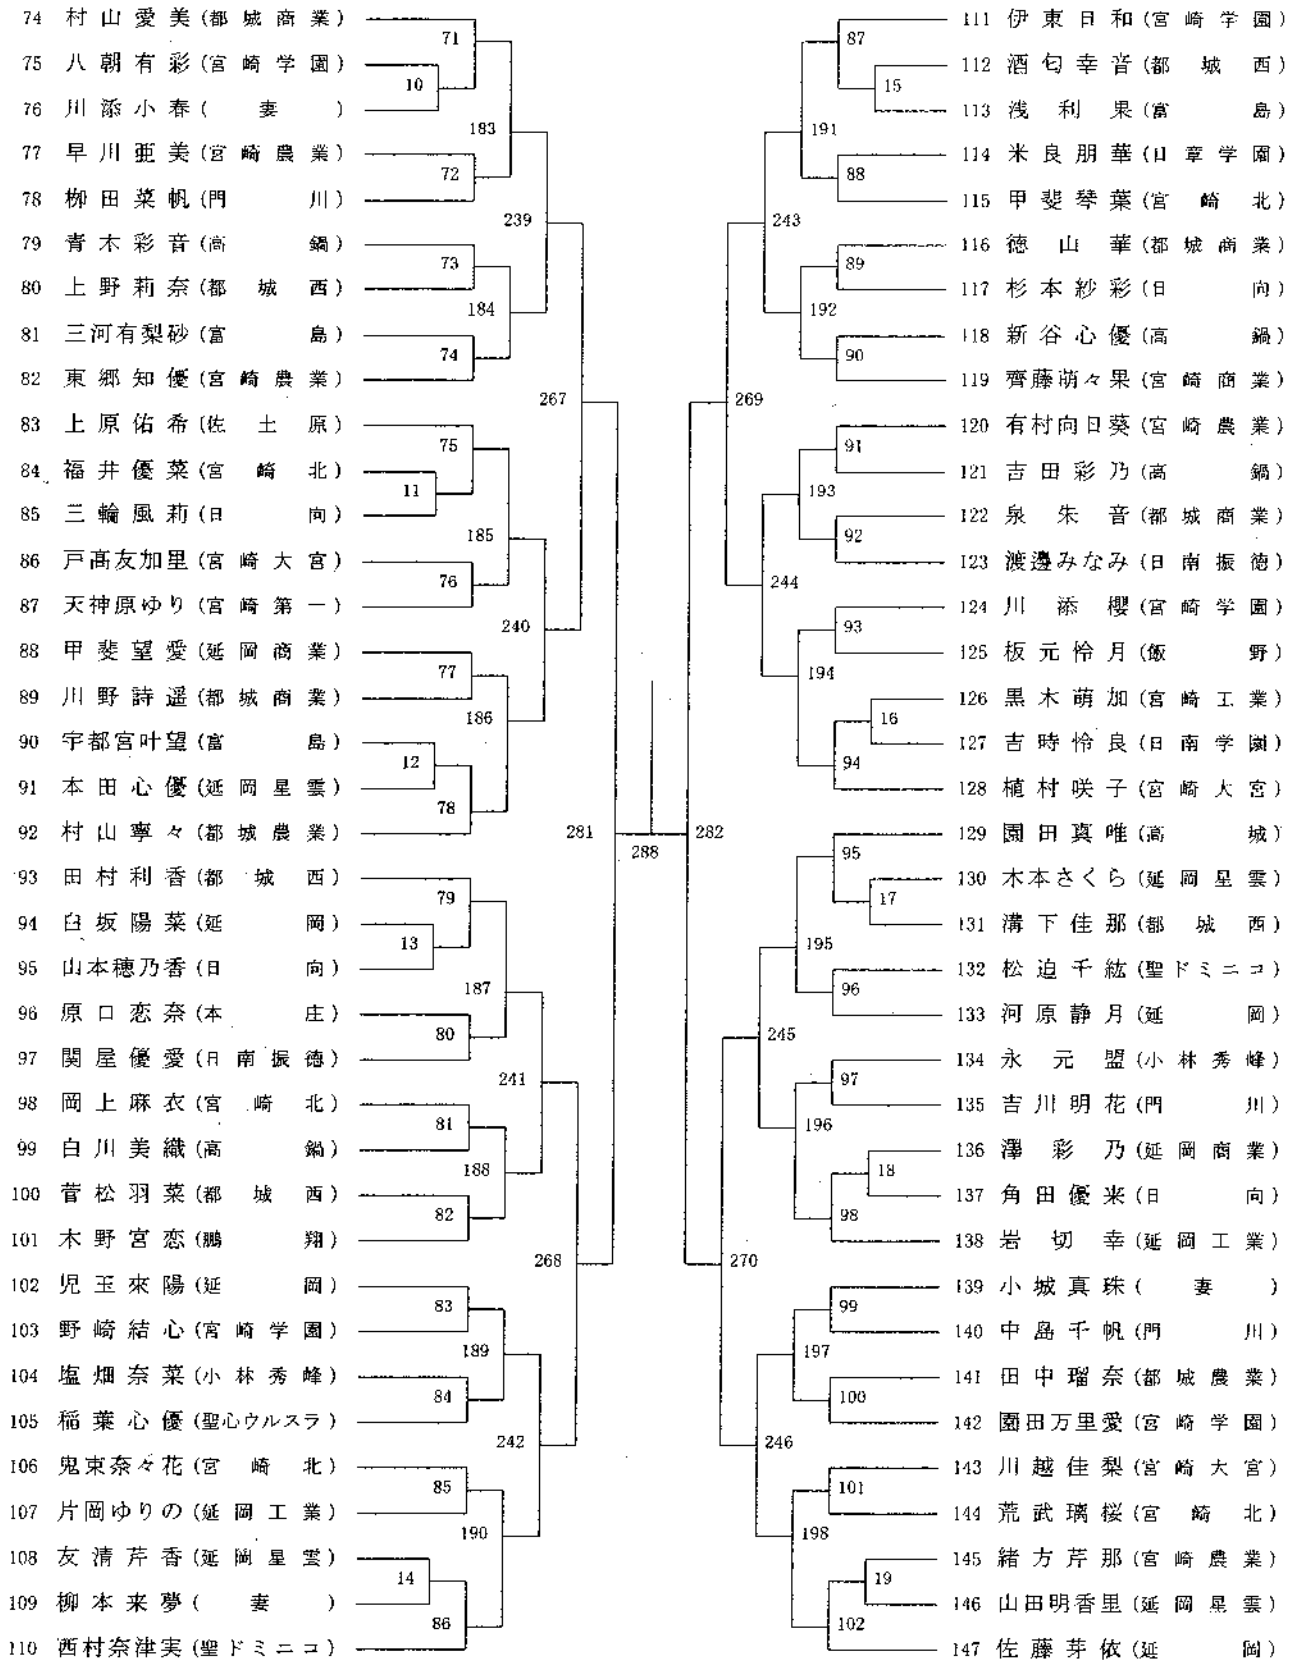 74 村山愛美(都城商業)
75 八朝有彩(宮崎学園)
76 川添小春(妻)
77 早川亜美(宮崎農業)
78 柳田菜帆(門川)
79 青木彩音(高鍋)
80 上野莉奈(都城西)
81 三河有梨砂(富島)
82 東郷知優(宮崎農業)
83 上原佑希(佐土原)
84 福井優菜(宮崎北)
85 三輪風莉(日向)
86 戸髙友加里(宮崎大宮)
87 天神原ゆり(宮崎第一)
88 甲斐望愛(延岡商業)
89 川野詩遥(都城商業)
90 宇都宮叶望(富島)
91 本田心優(延岡星雲)
92 村山寧々(都城農業)
93 田村利香(都城西)
94 臼坂陽菜(延岡)
95 山本穂乃香(日向)
96 原口恋奈(本庄)
97 関屋優愛(日南振徳)
98 岡上麻衣(宮崎北)
99 白川美織(高鍋)
100 菅松羽菜(都城西)
101 木野宮恋(鵬翔)
102 児玉來陽(延岡)
103 野崎結心(宮崎学園)
104 塩畑奈菜(小林秀峰)
105 稲葉心優(聖心ウルスラ)
106 鬼束奈々花(宮崎北)
107 片岡ゆりの(延岡工業)
108 友清芹香(延岡星雲)
109 柳本来夢(妻)
110 西村奈津実(聖ドミニコ)
71
10
183
72
239
73
184
74
267
75
11
185
76
240
77
186
12
78
281
288
282
79
13
187
80
241
81
188
82
268
83
189
84
242
85
190
14
86
87
15
191
88
243
89
192
90
269
91
193
92
244
93
194
16
94
95
17
195
96
245
97
196
18
98
270
99
197
100
246
101
198
19
102
111 伊東日和(宮崎学園)
112 酒匂幸音(都城西)
113 浅利果(富島)
114 米良朋華(日章学園)
115 甲斐琴葉(宮崎北)
116 徳山華(都城商業)
117 杉本紗彩(日向)
118 新谷心優(高鍋)
119 齊藤萌々果(宮崎商業)
120 有村向日葵(宮崎農業)
121 吉田彩乃(高鍋)
122 泉朱音(都城商業)
123 渡邉みなみ(日南振徳)
124 川添櫻(宮崎学園)
125 板元怜月(飯野)
126 黒木萌加(宮崎工業)
127 吉時怜良(日南学園)
128 植村咲子(宮崎大宮)
129 園田真唯(高城)
130 木本さくら(延岡星雲)
131 溝下佳那(都城西)
132 松迫千紘(聖ドミニコ)
133 河原静月(延岡)
134 永元盟(小林秀峰)
135 吉川明花(門川)
136 澤彩乃(延岡商業)
137 角田優来(日向)
138 岩切幸(延岡工業)
139 小城真珠(妻)
140 中島千帆(門川)
141 田中瑠奈(都城農業)
142 園田万里愛(宮崎学園)
143 川越佳梨(宮崎大宮)
144 荒武璃桜(宮崎北)
145 緒方芹那(宮崎農業)
146 山田明香里(延岡星雲)
147 佐藤芽依(延岡)